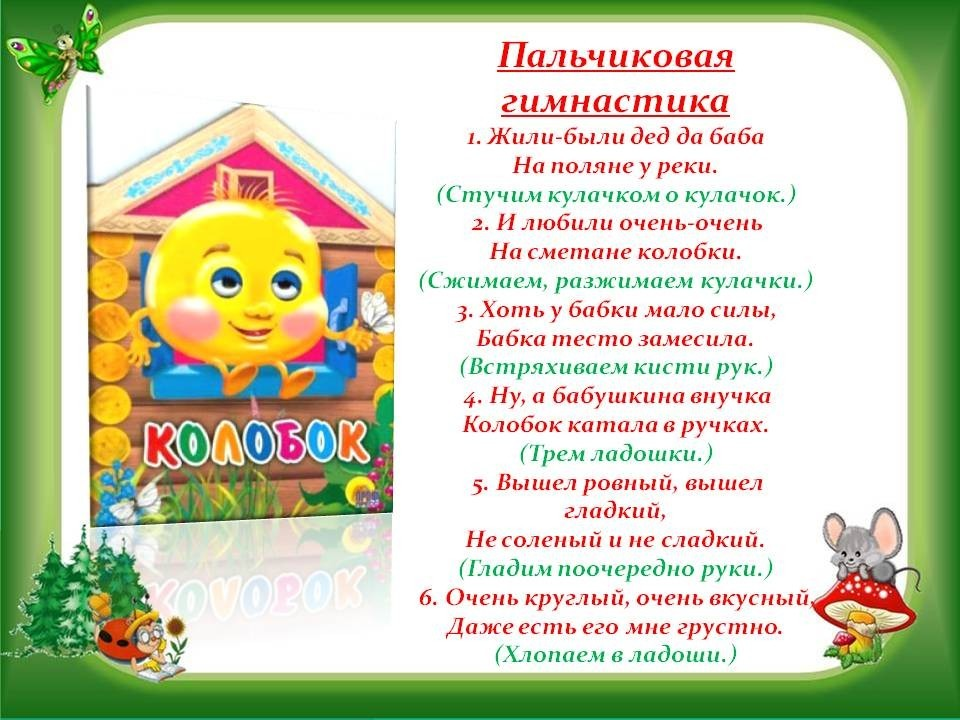 Пальчиковая
гимнастика
1. Жили-были дед да баба
На поляне у реки.
(Стучим кулачком о кулачок.)
2. И любили очень-очень
На сметане колобки.
(Сжимаем, разжимаем кулачки.)
3. Хоть у бабки мало силы,
Бабка тесто замесила.
(Встряхиваем кисти рук.)
4. Ну, а бабушкина внучка
Колобок катала в ручках.
(Трем ладошки.)
5. Вышел ровный, вышел
гладкий,
Не соленый и не сладкий.
(Гладим поочередно руки.)
6. Очень круглый, очень вкусный,
Даже есть его мне грустно.
(Хлопаем в ладоши.)
КОЛОБОК